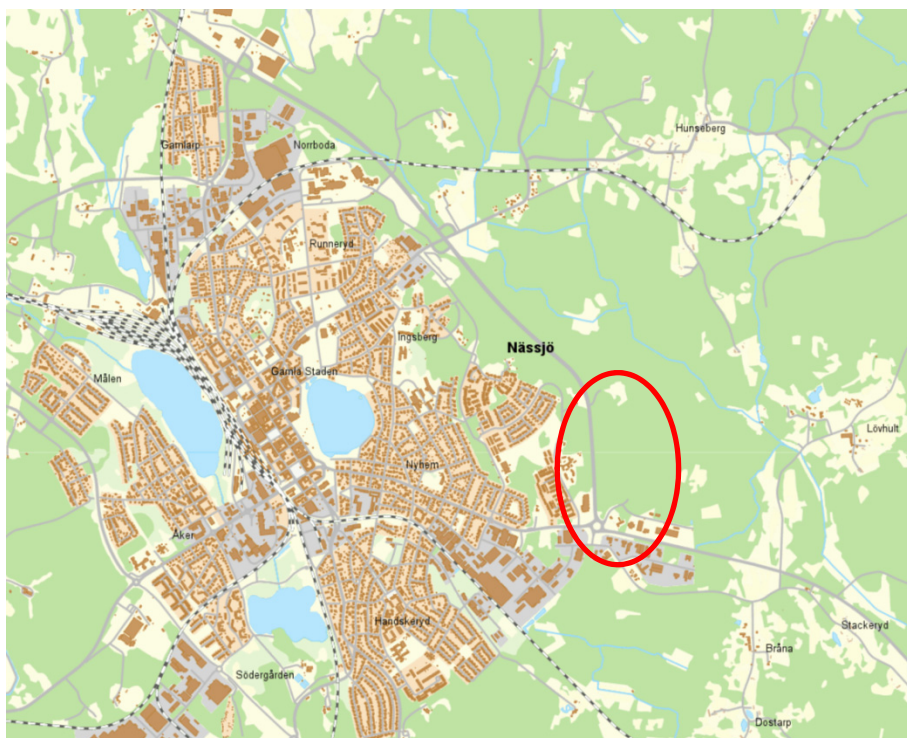 Hunseberg
Gamlarp
Norrboda
Runneryd
Ingsberg
Nässjö
Målen
Gamla Staden
Lövhult
Nyhem
Åker
Handskeryd
Stackeryd
Bråna
Södergården
Dostarp